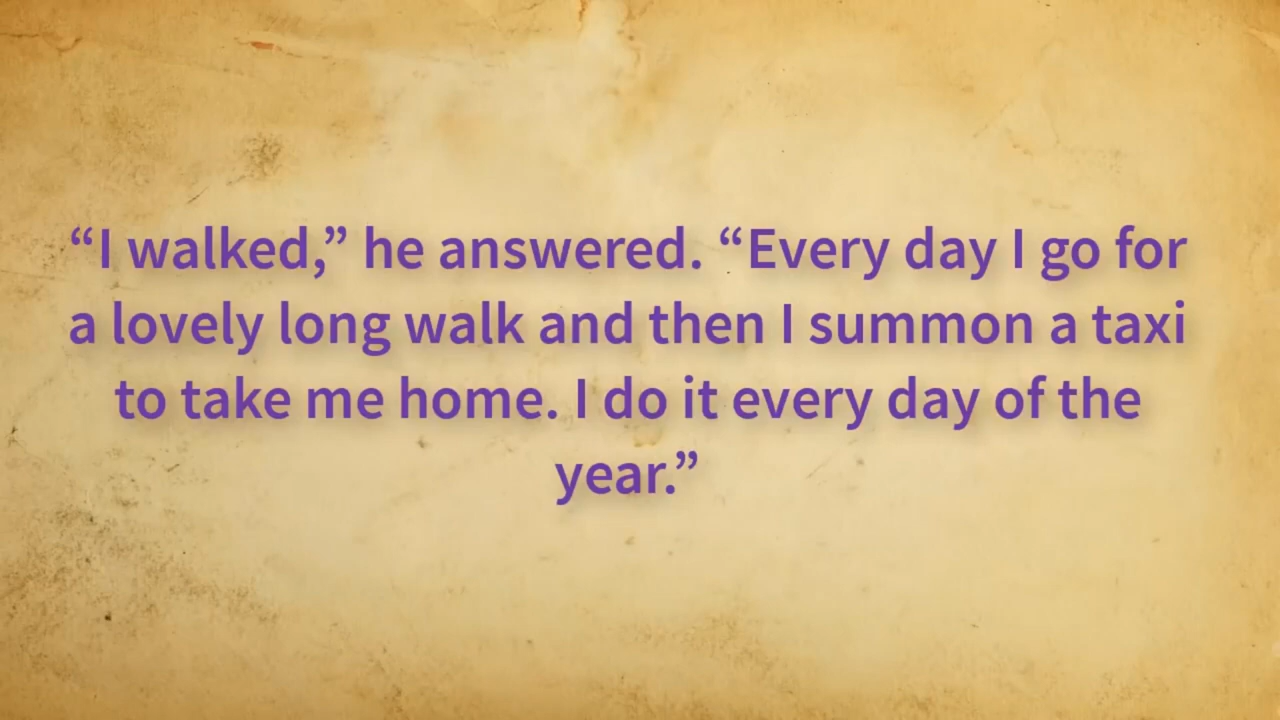 “I walked,” he answered. “Every day I go for
a lovely long walk and then I summon a taxi
to take me home. I do it every day of the
year.”